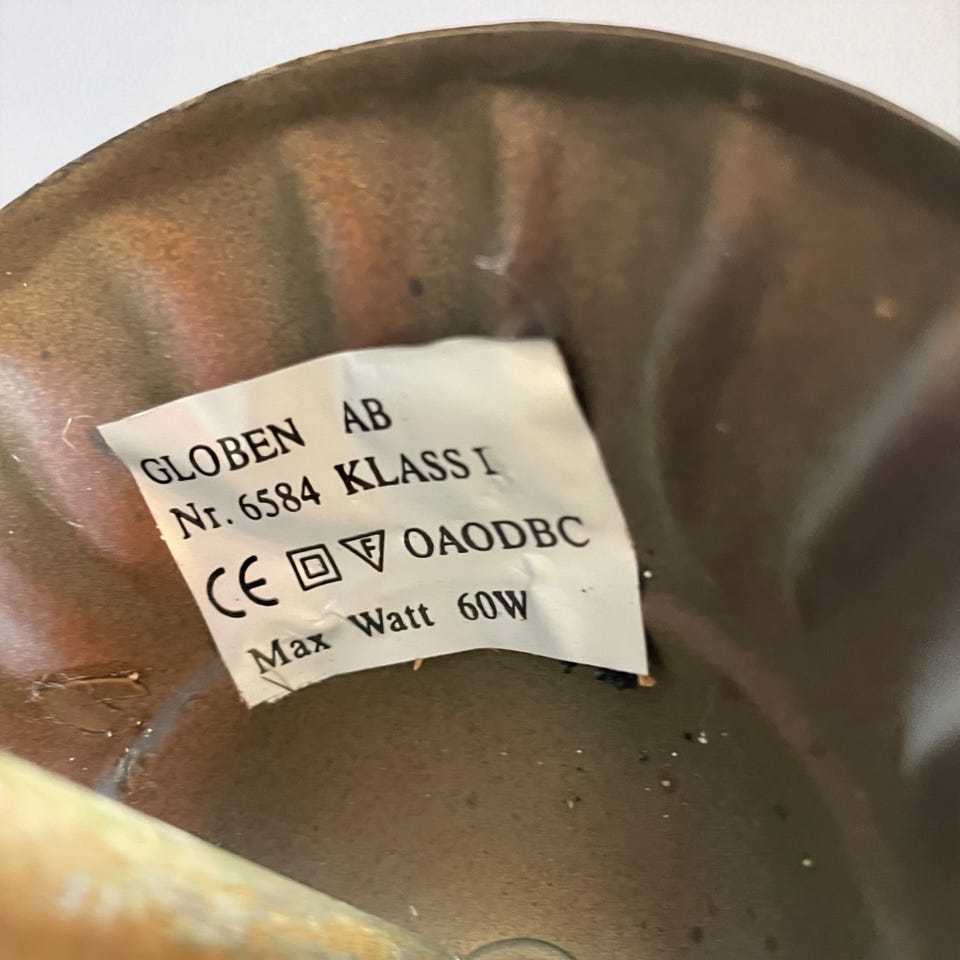 GLOBEN AB
Nr. 6584 KLASS I
CE F OAODBC
Max Watt 60W